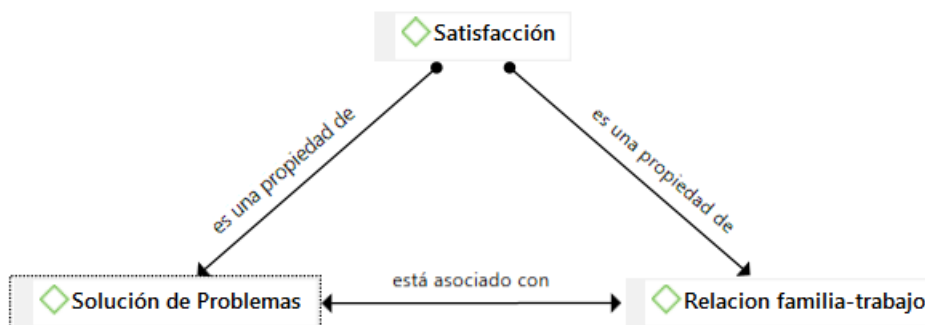 Satisfacción
es una propiedad de
es una propiedad de
está asociado con
Solución de Problemas
Relacion familia-trabajo